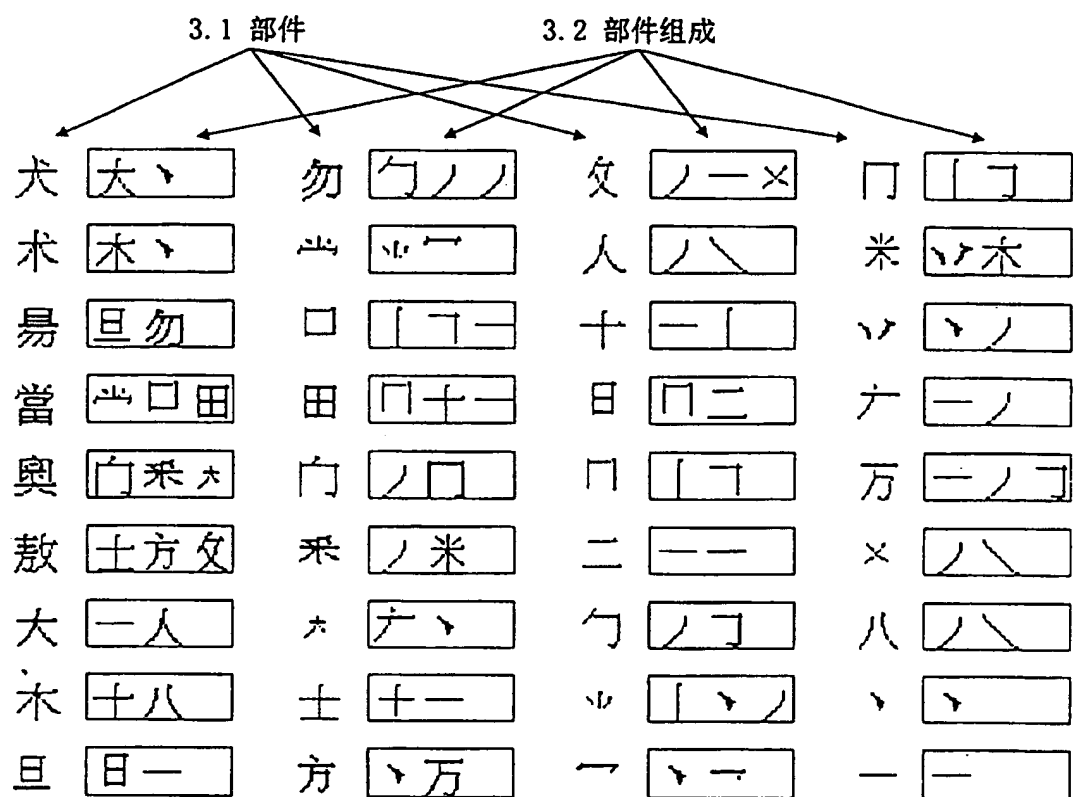 3.1 部件 3.2 部件组成
犬 大丶 勿 勹丿丿 攵 丿一乂 冂 丨㇆
术 木丶 龸 ⺌冖 人 丿㇏ 米 丷木
昜 旦勿 口 丨㇕一 十 一丨 丷 丶丿
當 龸口田 田 冂十一 日 冂二 𠂇 一丿
奥 冂釆大 丿冂 冂 丨㇕ 万 一丿㇆
敖 土方攵 釆 丿米 二 一一 乂 丿㇏
大 一人 六 𠂇丶 勹 丿㇆ 八 丿㇏
木 十八 士 十一 ⺌ 丨丶丿 丶 丶
旦 日一 方 丶万 冖 丶乛 一 一